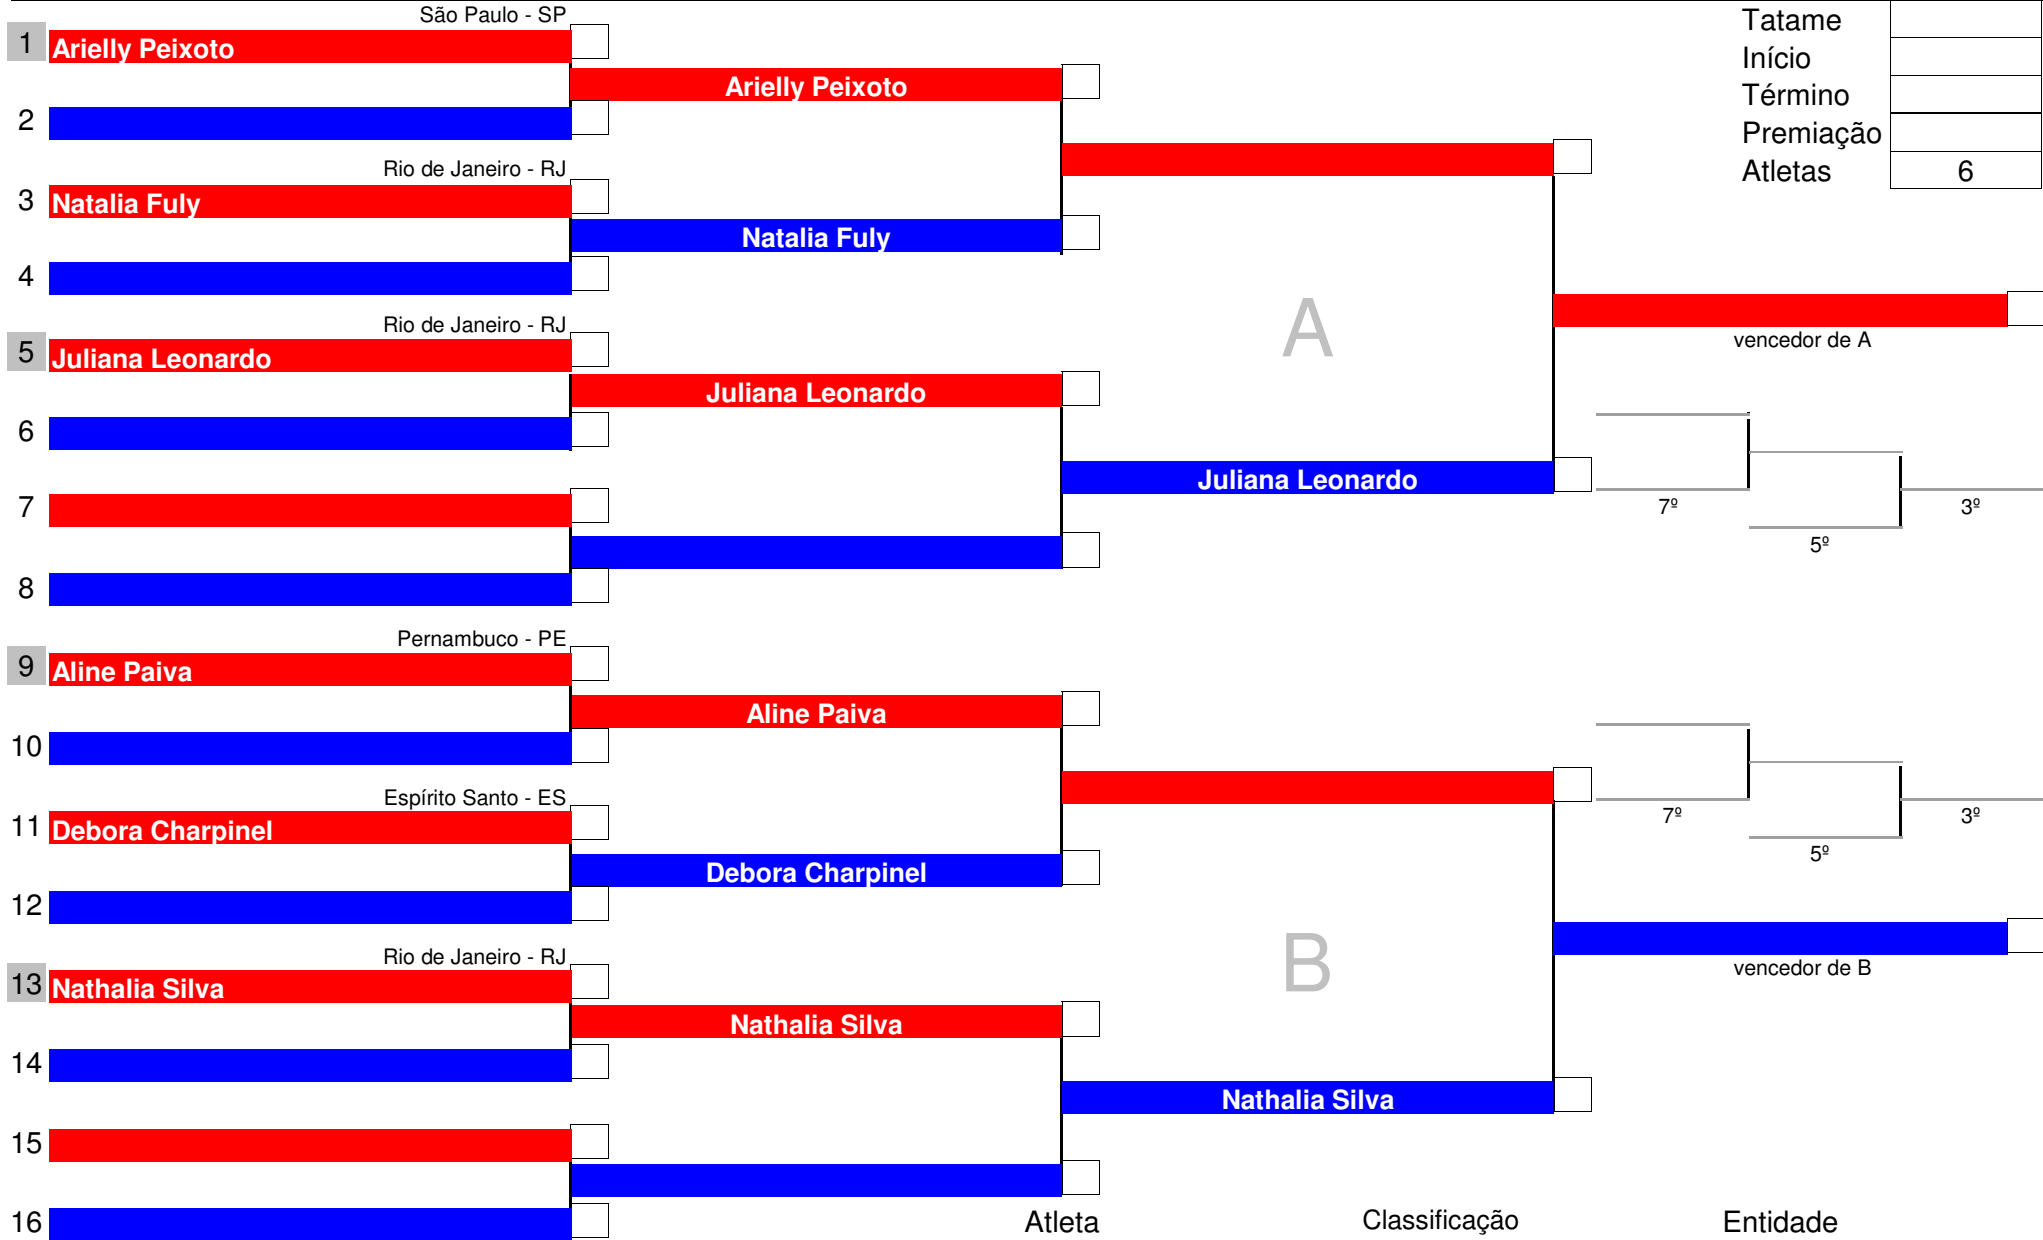 São Paulo - SP
1 Arielly Peixoto
Arielly Peixoto
2
Rio de Janeiro - RJ
3 Natalia Fuly
Natalia Fuly
4
Rio de Janeiro - RJ
5 Juliana Leonardo
Juliana Leonardo
6
7
Juliana Leonardo
8
Tatame
Início
Término
Premiação
Atletas 6
A
vencedor de A
7º
3º
5º
Pernambuco - PE
9 Aline Paiva
Aline Paiva
10
Espírito Santo - ES
11 Debora Charpinel
Debora Charpinel
12
Rio de Janeiro - RJ
13 Nathalia Silva
Nathalia Silva
14
Nathalia Silva
15
16
7º
3º
5º
B
vencedor de B
Atleta Classificação Entidade